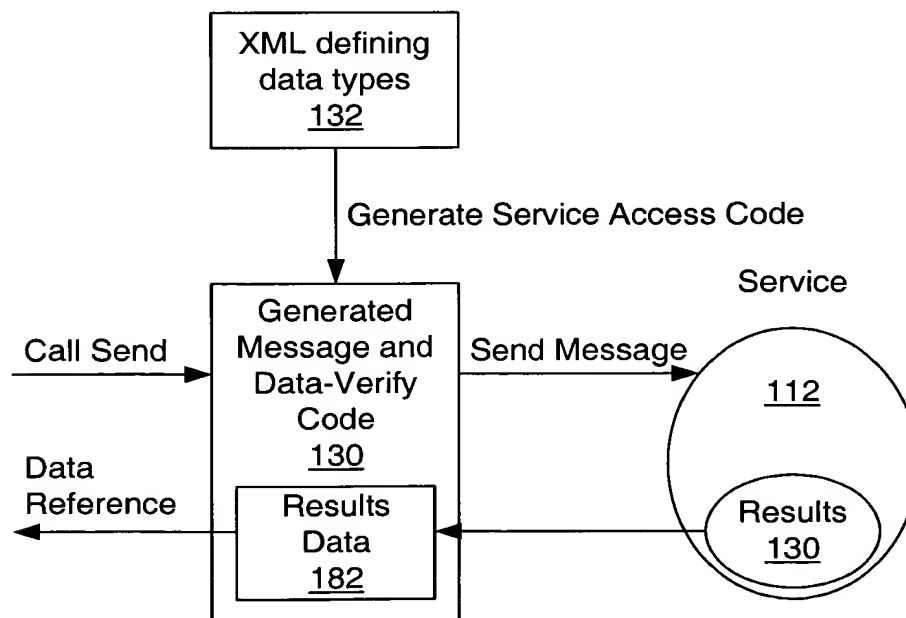 XML defining
data types
132
Generate Service Access Code
Service
Generated
Message and
Data-Verify
Code
130
Call Send
Send Message
112
Data
Reference
Results
Data
182
Results
130